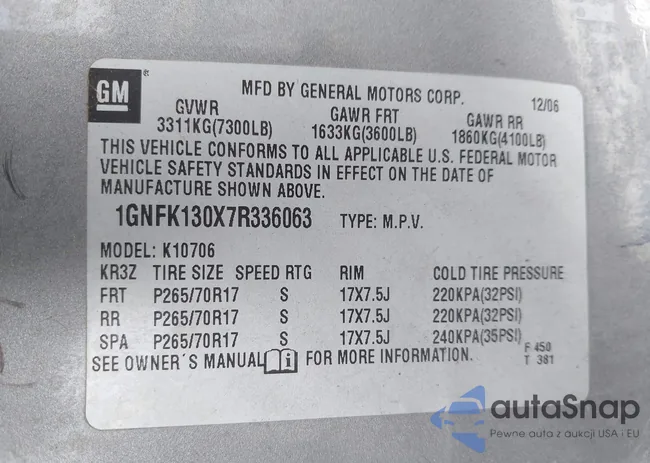 GM
MFD BY GENERAL MOTORS CORP. 12/06
GVWR GAWR FRT GAWR RR
3311KG(7300LB) 1633KG(3600LB) 1860KG(4100LB)
THIS VEHICLE CONFORMS TO ALL APPLICABLE U.S. FEDERAL MOTOR
VEHICLE SAFETY STANDARDS IN EFFECT ON THE DATE OF
MANUFACTURE SHOWN ABOVE.
1GNFK130X7R336063 TYPE: M.P.V.
MODEL: K10706
KR3Z TIRE SIZE SPEED RTG RIM COLD TIRE PRESSURE
FRT P265/70R17 S 17X7.5J 220KPA(32PSI)
RR P265/70R17 S 17X7.5J 220KPA(32PSI)
SPA P265/70R17 S 17X7.5J 240KPA(35PSI)
SEE OWNER'S MANUAL i FOR MORE INFORMATION.
F 450
T 381
autaSnap
Pewne auta z aukcji USA i EU